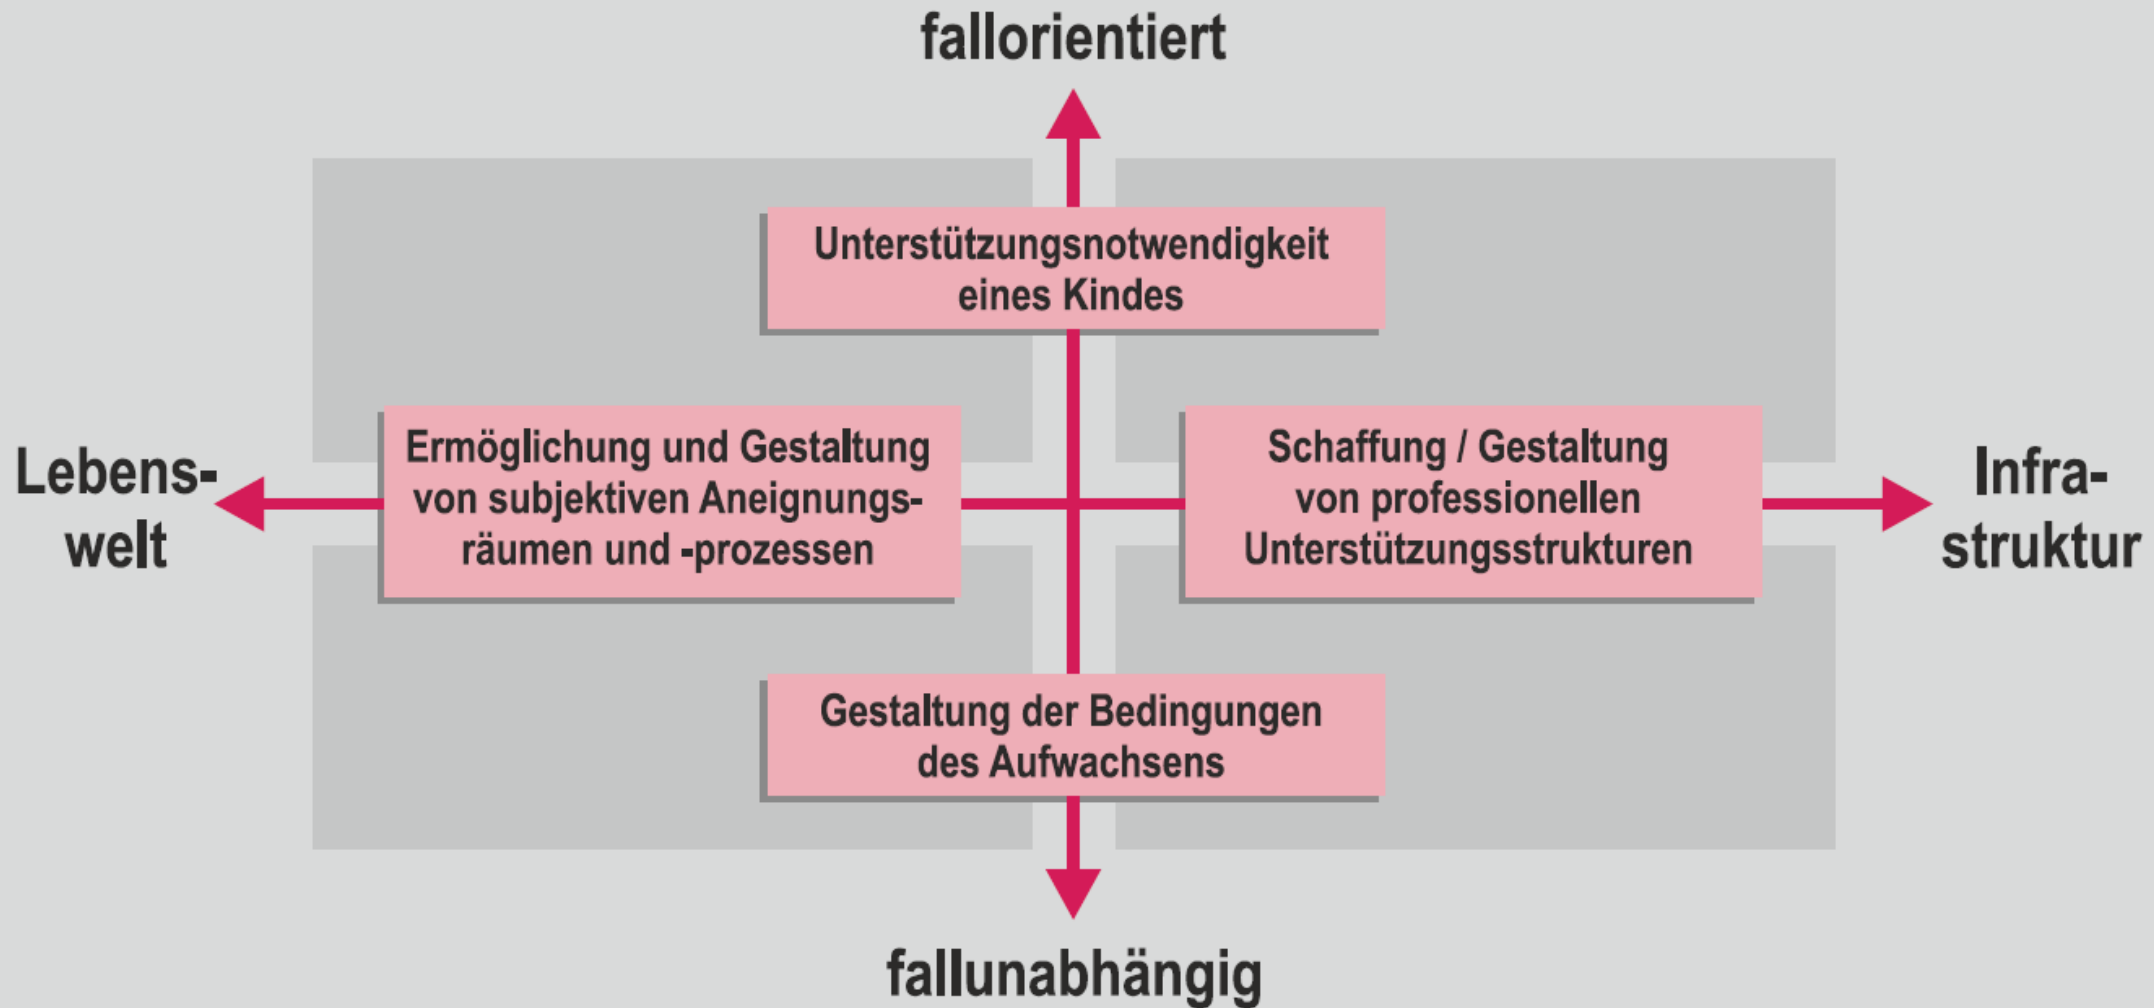 fallorientiert
Unterstützungsnotwendigkeit
eines Kindes
Lebens-
welt
Ermöglichung und Gestaltung
von subjektiven Aneignungs-
räumen und -prozessen
Schaffung / Gestaltung
von professionellen
Unterstützungsstrukturen
Infra-
struktur
Gestaltung der Bedingungen
des Aufwachsens
fallunabhängig